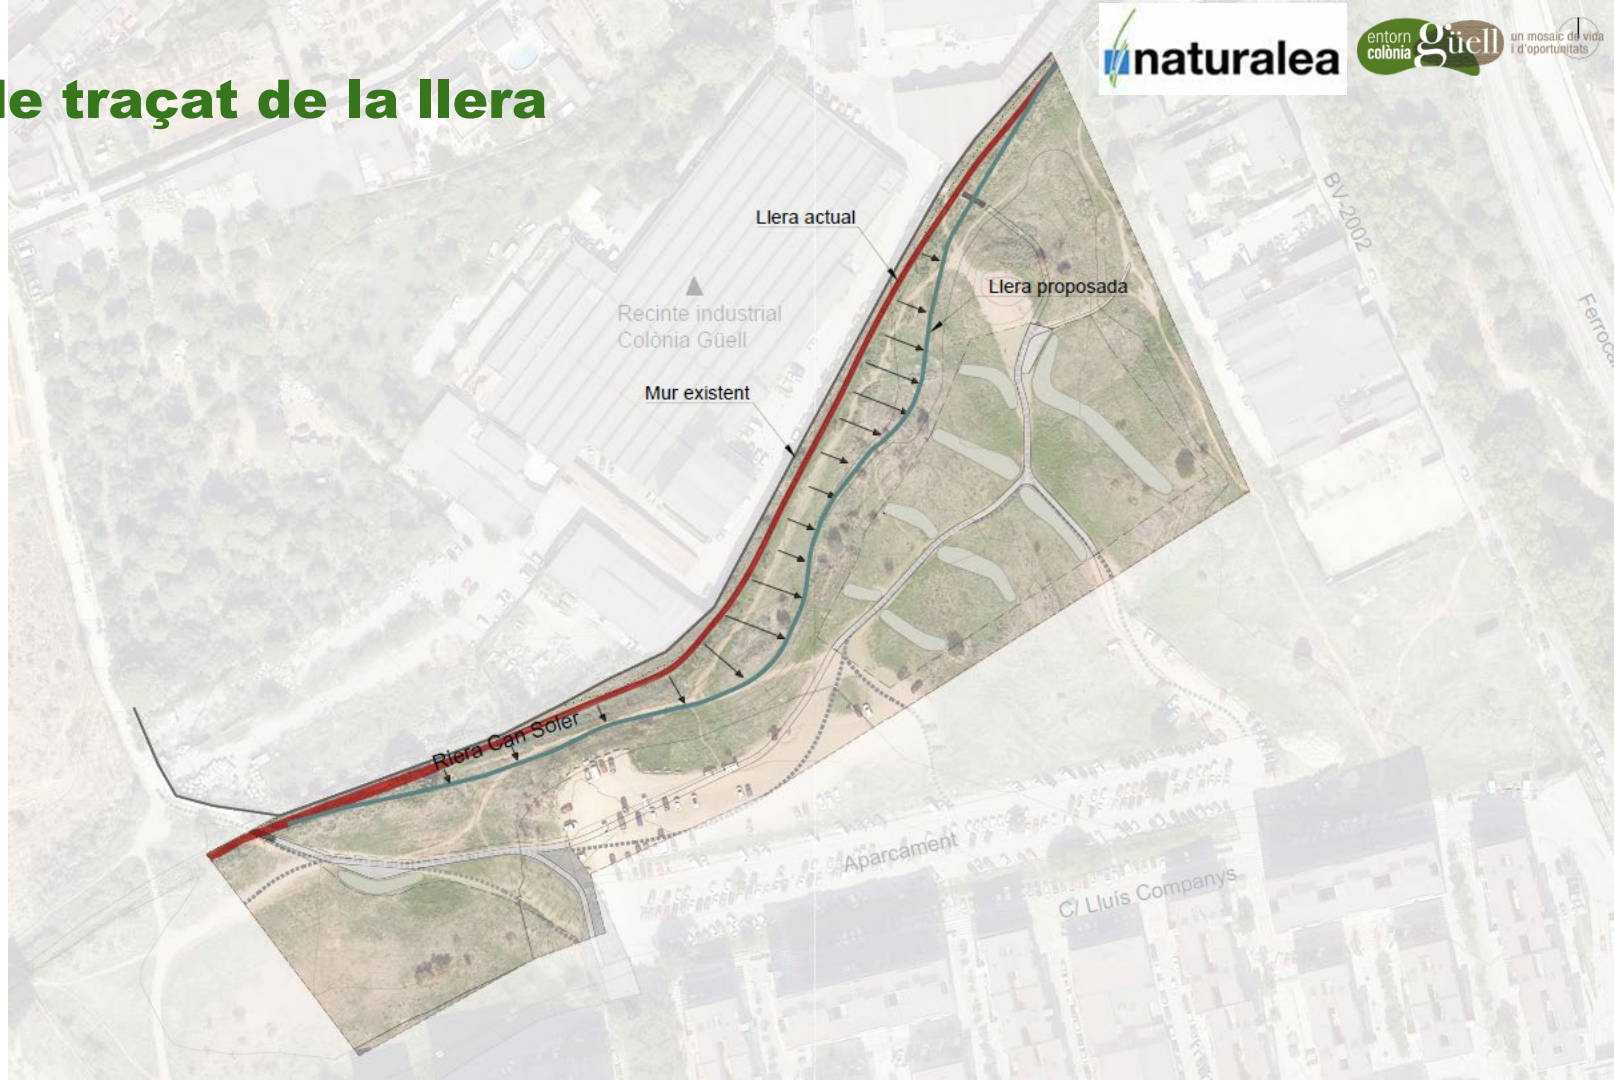 le traçat de la llera
naturalea
entorn
colònia
güell
un mosaic de vida
i d'oportunitats
Llera actual
BV-2002
Llera proposada
Recinte industrial
Colònia Güell
Mur existent
Riera Can Soler
Aparcament
C/ Lluís Companys